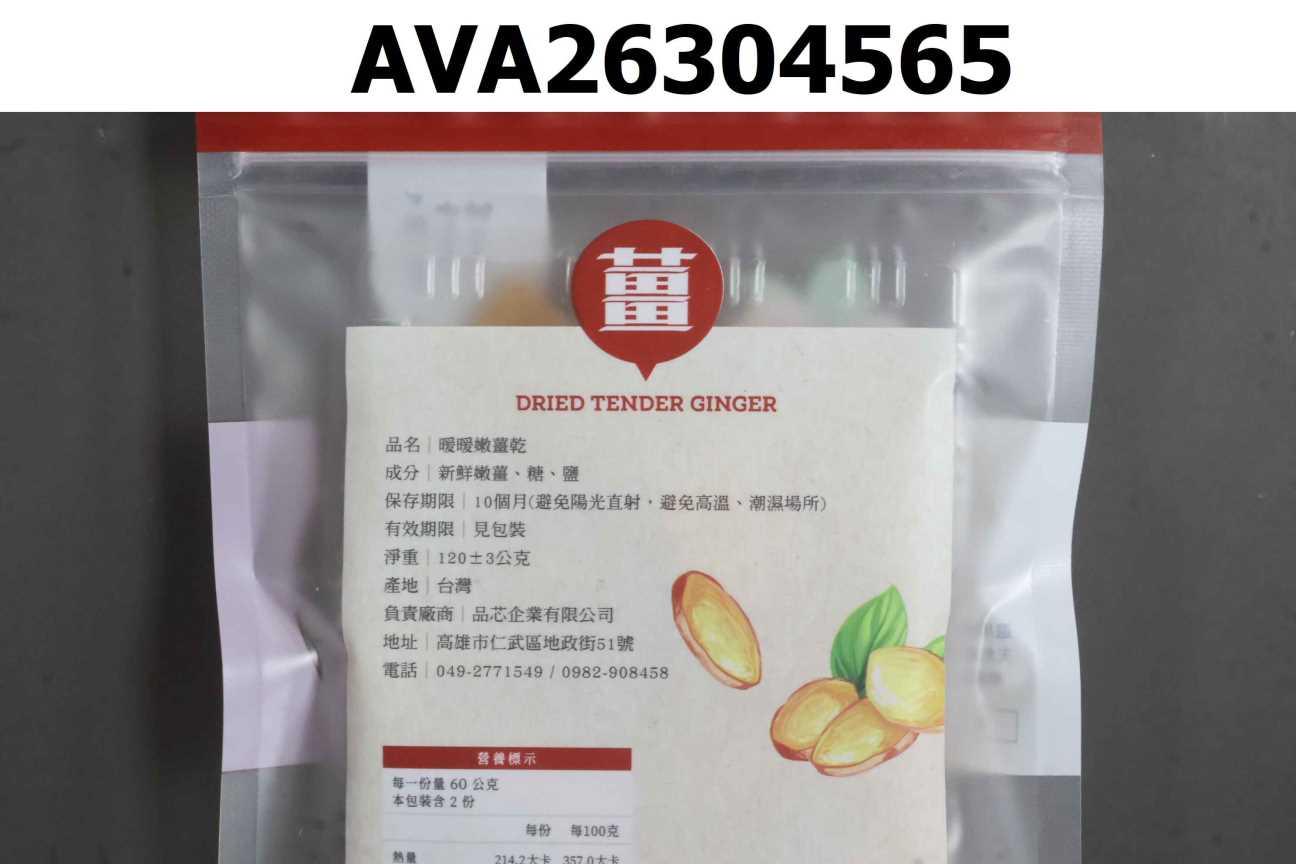 AVA26304565
薑
DRIED TENDER GINGER
品名｜暖暖嫩薑乾
成分｜新鮮嫩薑、糖、鹽
保存期限｜10個月(避免陽光直射，避免高溫、潮濕場所)
有效期限｜見包裝
淨重｜120±3公克
產地｜台灣
負責廠商｜品芯企業有限公司
地址｜高雄市仁武區地政街51號
電話｜049-2771549 / 0982-908458
營養標示
每一份量 60 公克
本包裝含 2 份
每份 每100克
熱量 214.2大卡 357.0大卡